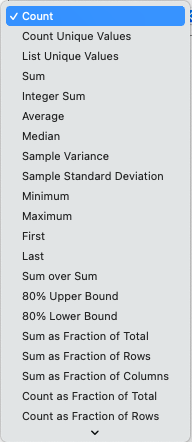 ✓ Count
Count Unique Values
List Unique Values
Sum
Integer Sum
Average
Median
Sample Variance
Sample Standard Deviation
Minimum
Maximum
First
Last
Sum over Sum
80% Upper Bound
80% Lower Bound
Sum as Fraction of Total
Sum as Fraction of Rows
Sum as Fraction of Columns
Count as Fraction of Total
Count as Fraction of Rows